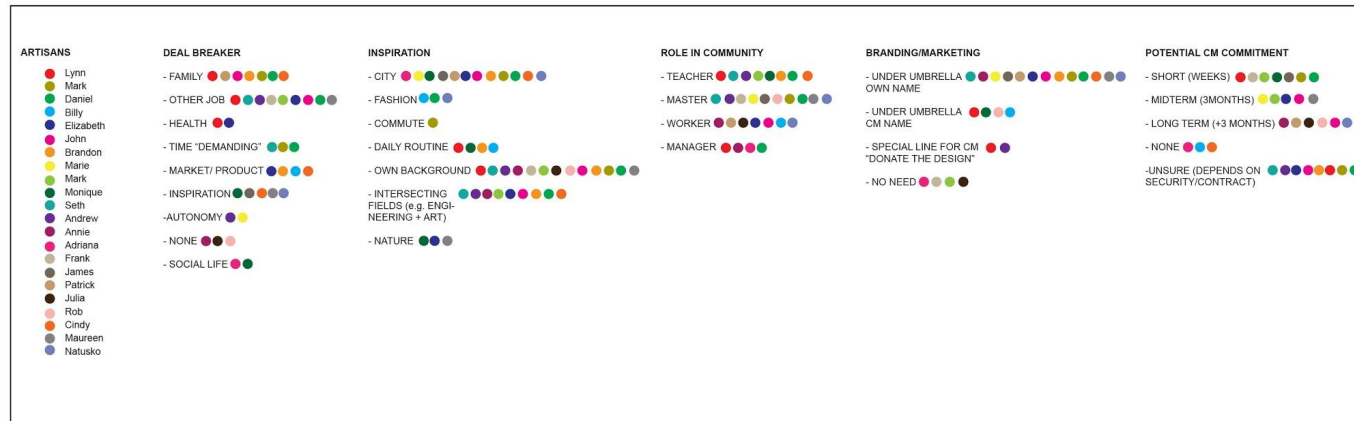 ARTISANS
Lynn
Mark
Daniel
Billy
Elizabeth
John
Brandon
Marie
Mark
Monique
Seth
Andrew
Annie
Adriana
Frank
James
Patrick
Julia
Rob
Cindy
Maureen
Natusko
DEAL BREAKER
- FAMILY
- OTHER JOB
- HEALTH
- TIME “DEMANDING”
- MARKET/ PRODUCT
- INSPIRATION
-AUTONOMY
- NONE
- SOCIAL LIFE
INSPIRATION
- CITY
- FASHION
- COMMUTE
- DAILY ROUTINE
- OWN BACKGROUND
- INTERSECTING
FIELDS (e.g. ENGI-
NEERING + ART)
- NATURE
ROLE IN COMMUNITY
- TEACHER
- MASTER
- WORKER
- MANAGER
BRANDING/MARKETING
- UNDER UMBRELLA
OWN NAME
- UNDER UMBRELLA
CM NAME
- SPECIAL LINE FOR CM
“DONATE THE DESIGN”
- NO NEED
POTENTIAL CM COMMITMENT
- SHORT (WEEKS)
- MIDTERM (3MONTHS)
- LONG TERM (+3 MONTHS)
- NONE
-UNSURE (DEPENDS ON
SECURITY/CONTRACT)